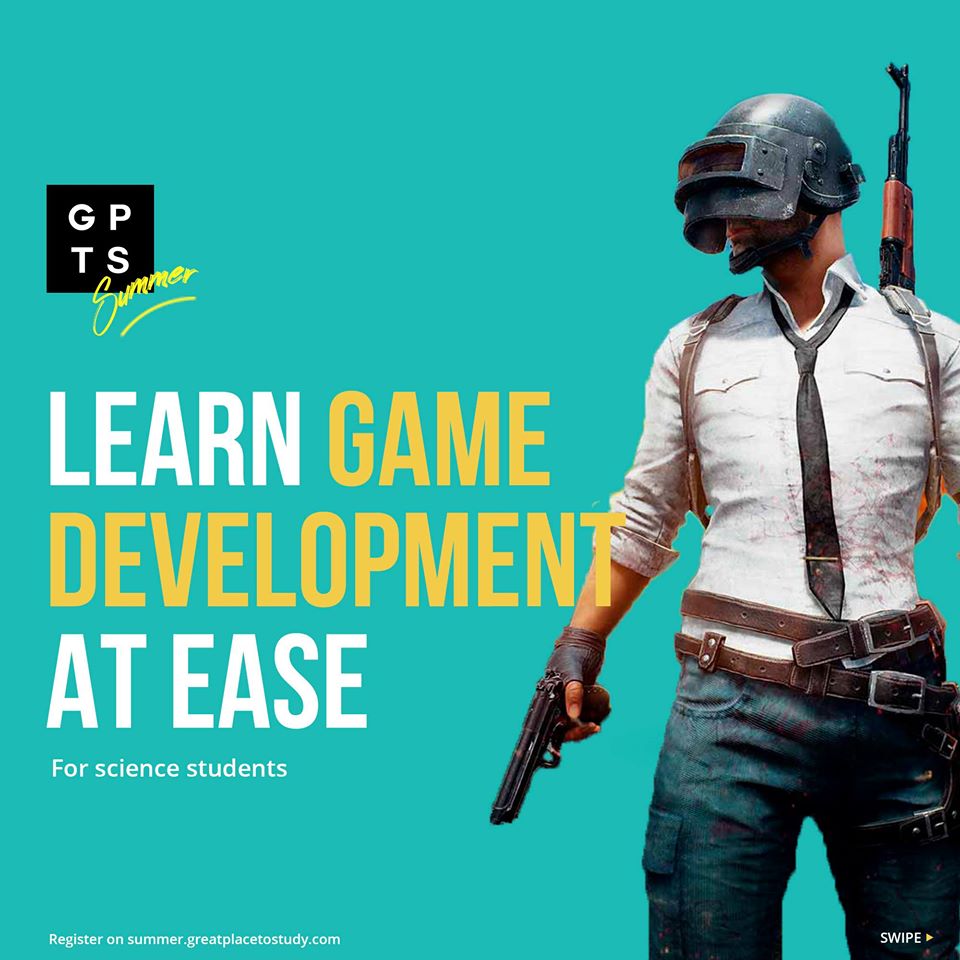 G P
T S
Summer
LEARN GAME
DEVELOPMENT
AT EASE
For science students
Register on summer.greatplacetostudy.com
SWIPE